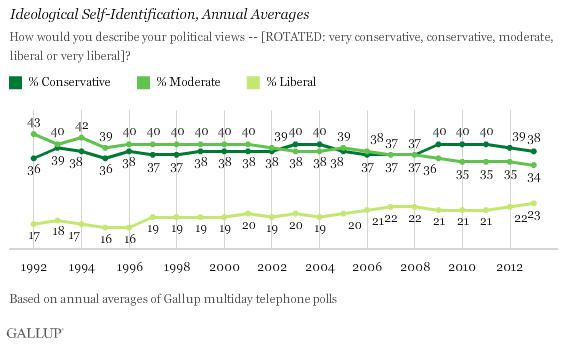 Ideological Self-Identification, Annual Averages
How would you describe your political views -- [ROTATED: very conservative, conservative, moderate,
liberal or very liberal]?
% Conservative % Moderate % Liberal
43 40 42 39 40 40 40 40 40 40 39 40 40 39 38 37 38 40 40 40 39 38
36 39 38 36 38 37 37 38 38 38 38 38 38 38 37 37 37 36 35 35 35 34
17 18 17 16 16 19 19 19 19 20 19 20 19 20 21 22 22 21 21 21 22 23
1992 1994 1996 1998 2000 2002 2004 2006 2008 2010 2012
Based on annual averages of Gallup multiday telephone polls
GALLUP®